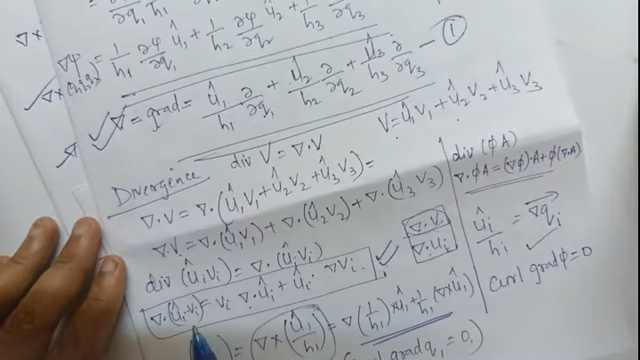 ∇ψ = 1/h₁ ∂ψ/∂q₁ û₁ + 1/h₂ ∂ψ/∂q₂ û₂ + 1/h₃ ∂ψ/∂q₃
∇ = grad = û₁/h₁ ∂/∂q₁ + û₂/h₂ ∂/∂q₂ + û₃/h₃ ∂/∂q₃ — ①
div V = ∇·V
V = û₁V₁ + û₂V₂ + û₃V₃
Divergence
∇·V = ∇·(û₁V₁ + û₂V₂ + û₃V₃) =
∇·V = ∇·(û₁V₁) + ∇·(û₂V₂) + ∇·(û₃V₃)
div (ûᵢVᵢ) = ∇·(ûᵢVᵢ)
∇·(ûᵢVᵢ) = Vᵢ ∇·ûᵢ + ûᵢ·∇Vᵢ
∇·Vᵢ
∇·ûᵢ
= ∇×(û₁/h₁) = ∇(1/h₁)×û₁ + 1/h₁(∇×û₁)
grad q₁ = 0
div (φA)
∇·φA = (∇φ)·A + φ(∇·A)
ûᵢ/hᵢ = ∇qᵢ
Curl grad φ = 0